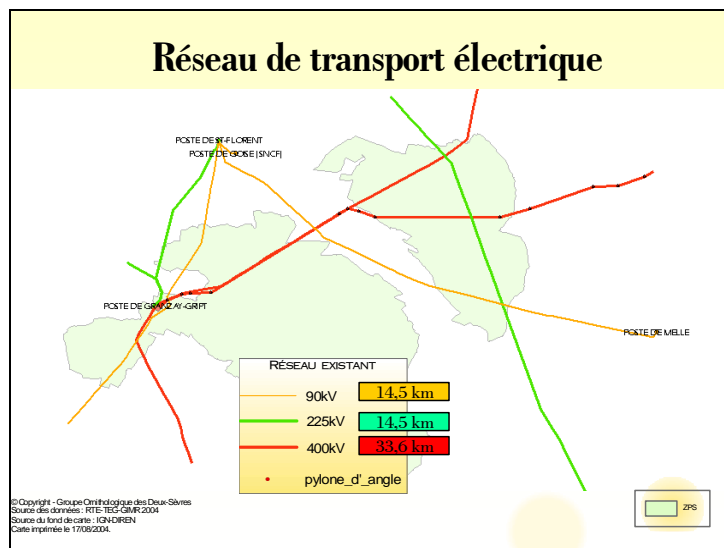 Réseau de transport électrique
POSTE DE ST-FLORENT
POSTE DE GOISE |SNCF|
POSTE DE GRANZAY-GRIPT
POSTE DE MELLE
RÉSEAU EXISTANT
90kV 14,5 km
225kV 14,5 km
400kV 33,6 km
pylone_d'_angle
© Copyright - Groupe Ornithologique des Deux-Sèvres
Source des données : RTE-TEG-GIMR 2004
Source du fond de carte : IGN-DIREN
Carte imprimée le 17/08/2004.
ZPS